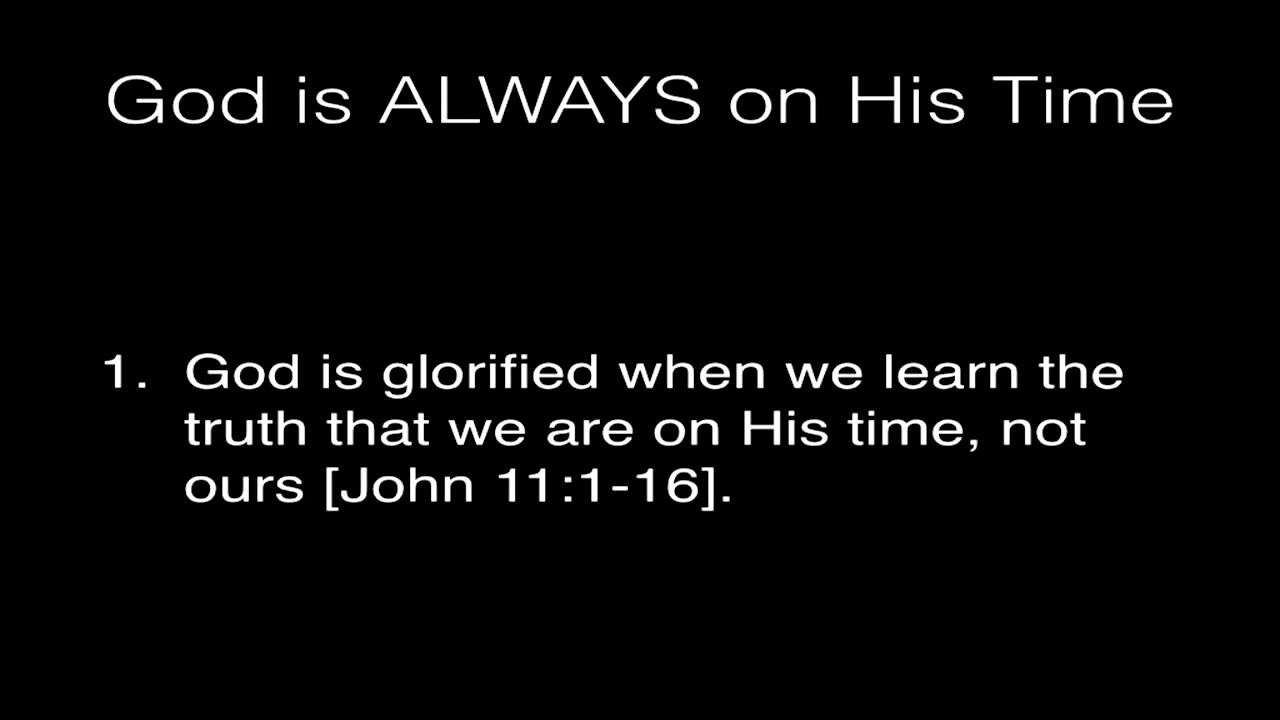 God is ALWAYS on His Time
1. God is glorified when we learn the
truth that we are on His time, not
ours [John 11:1-16].